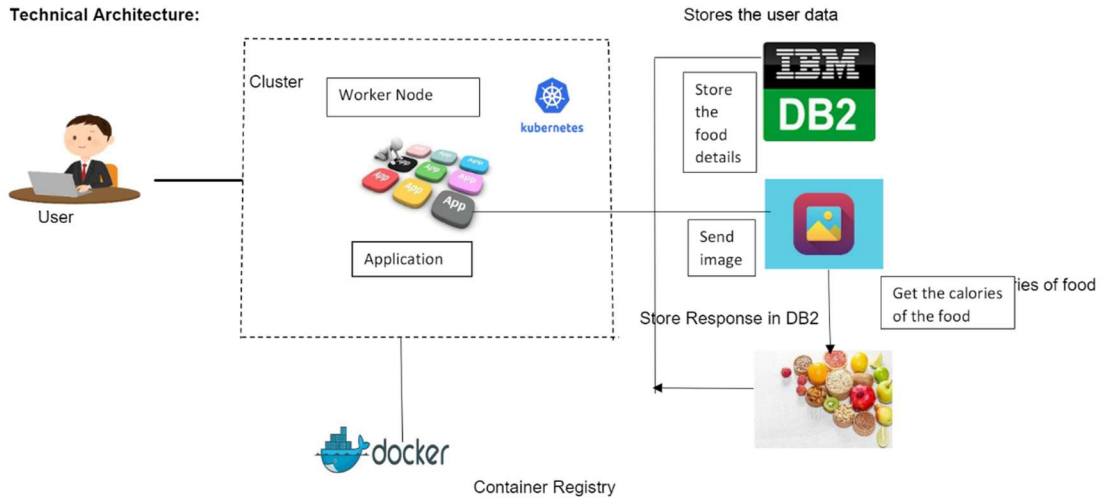 Technical Architecture:
Stores the user data
Cluster
Worker Node
kubernetes
IBM
DB2
Store
the
food
details
App
App
App
App
App
App
App
User
Application
Send
image
Get the calories
of the food
ries of food
Store Response in DB2
docker
Container Registry